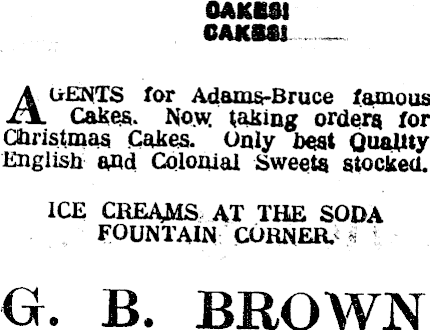 CAKES!
CAKES!
AGENTS for Adams-Bruce famous
Cakes. Now taking orders for
Christmas Cakes. Only best Quality
English and Colonial Sweets stocked.
ICE CREAMS AT THE SODA
FOUNTAIN CORNER.
G. B. BROWN